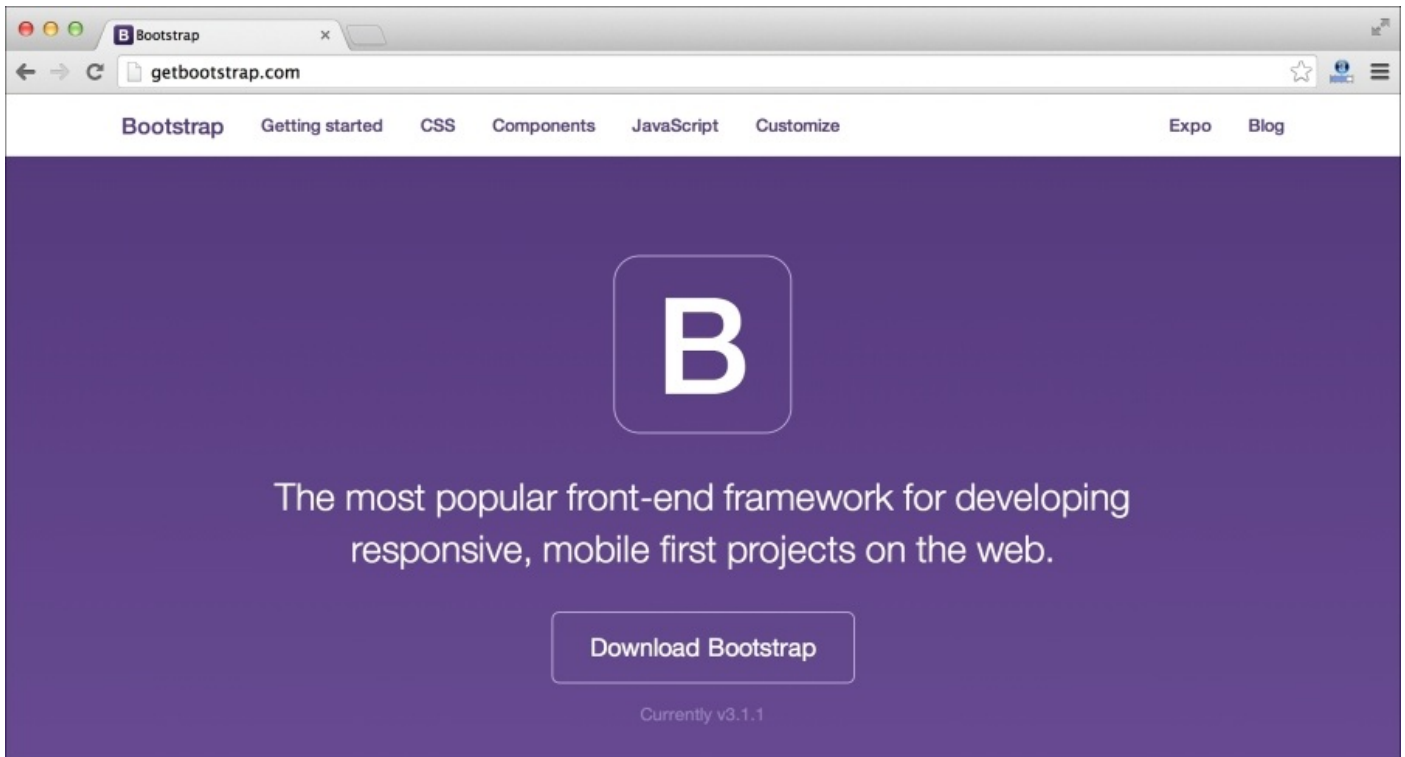 Bootstrap
getbootstrap.com
Bootstrap Getting started CSS Components JavaScript Customize Expo Blog
B
The most popular front-end framework for developing
responsive, mobile first projects on the web.
Download Bootstrap
Currently v3.1.1